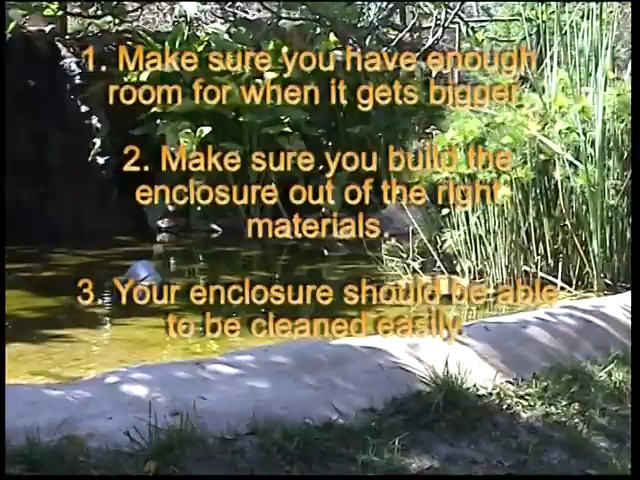 1. Make sure you have enough
room for when it gets bigger.
2. Make sure you build the
enclosure out of the right
materials.
3. Your enclosure should be able
to be cleaned easily.